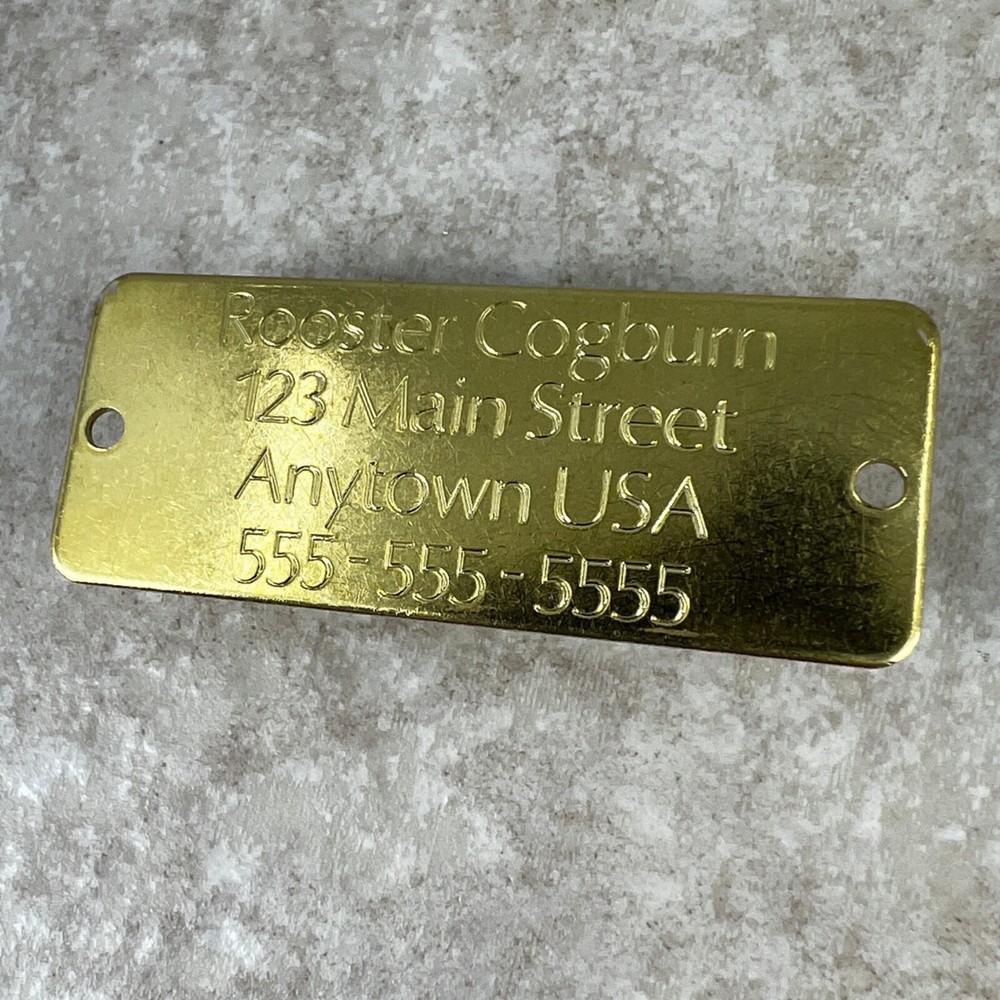 Rooster Cogburn
123 Main Street
Anytown USA
555 - 555 - 5555